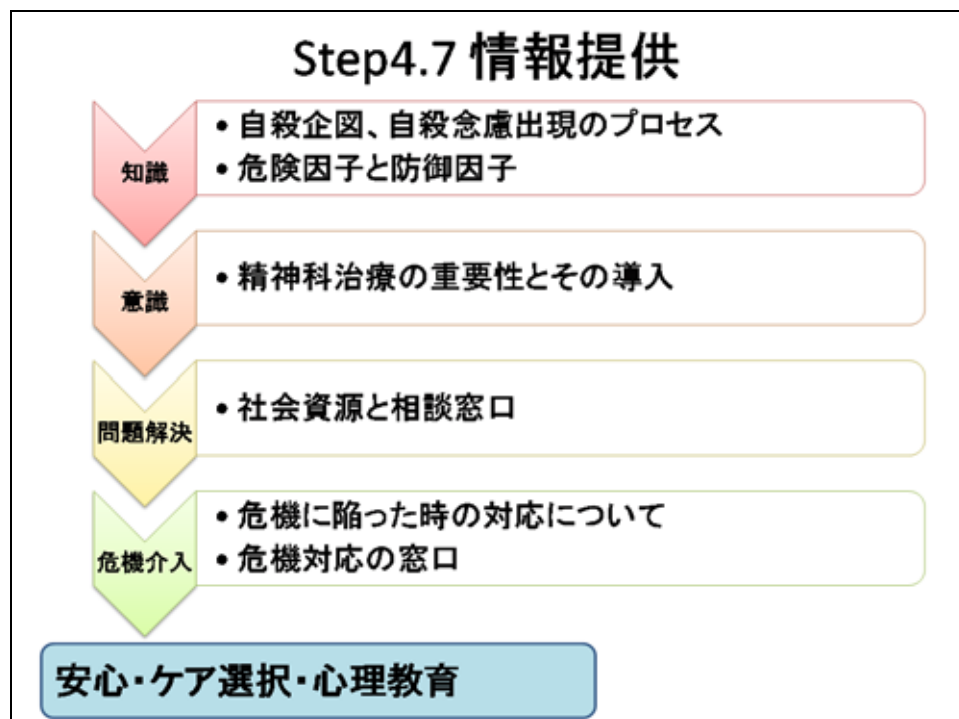 Step4.7 情報提供
知識
• 自殺企図、自殺念慮出現のプロセス
• 危険因子と防御因子
意識
• 精神科治療の重要性とその導入
問題解決
• 社会資源と相談窓口
危機介入
• 危機に陥った時の対応について
• 危機対応の窓口
安心・ケア選択・心理教育